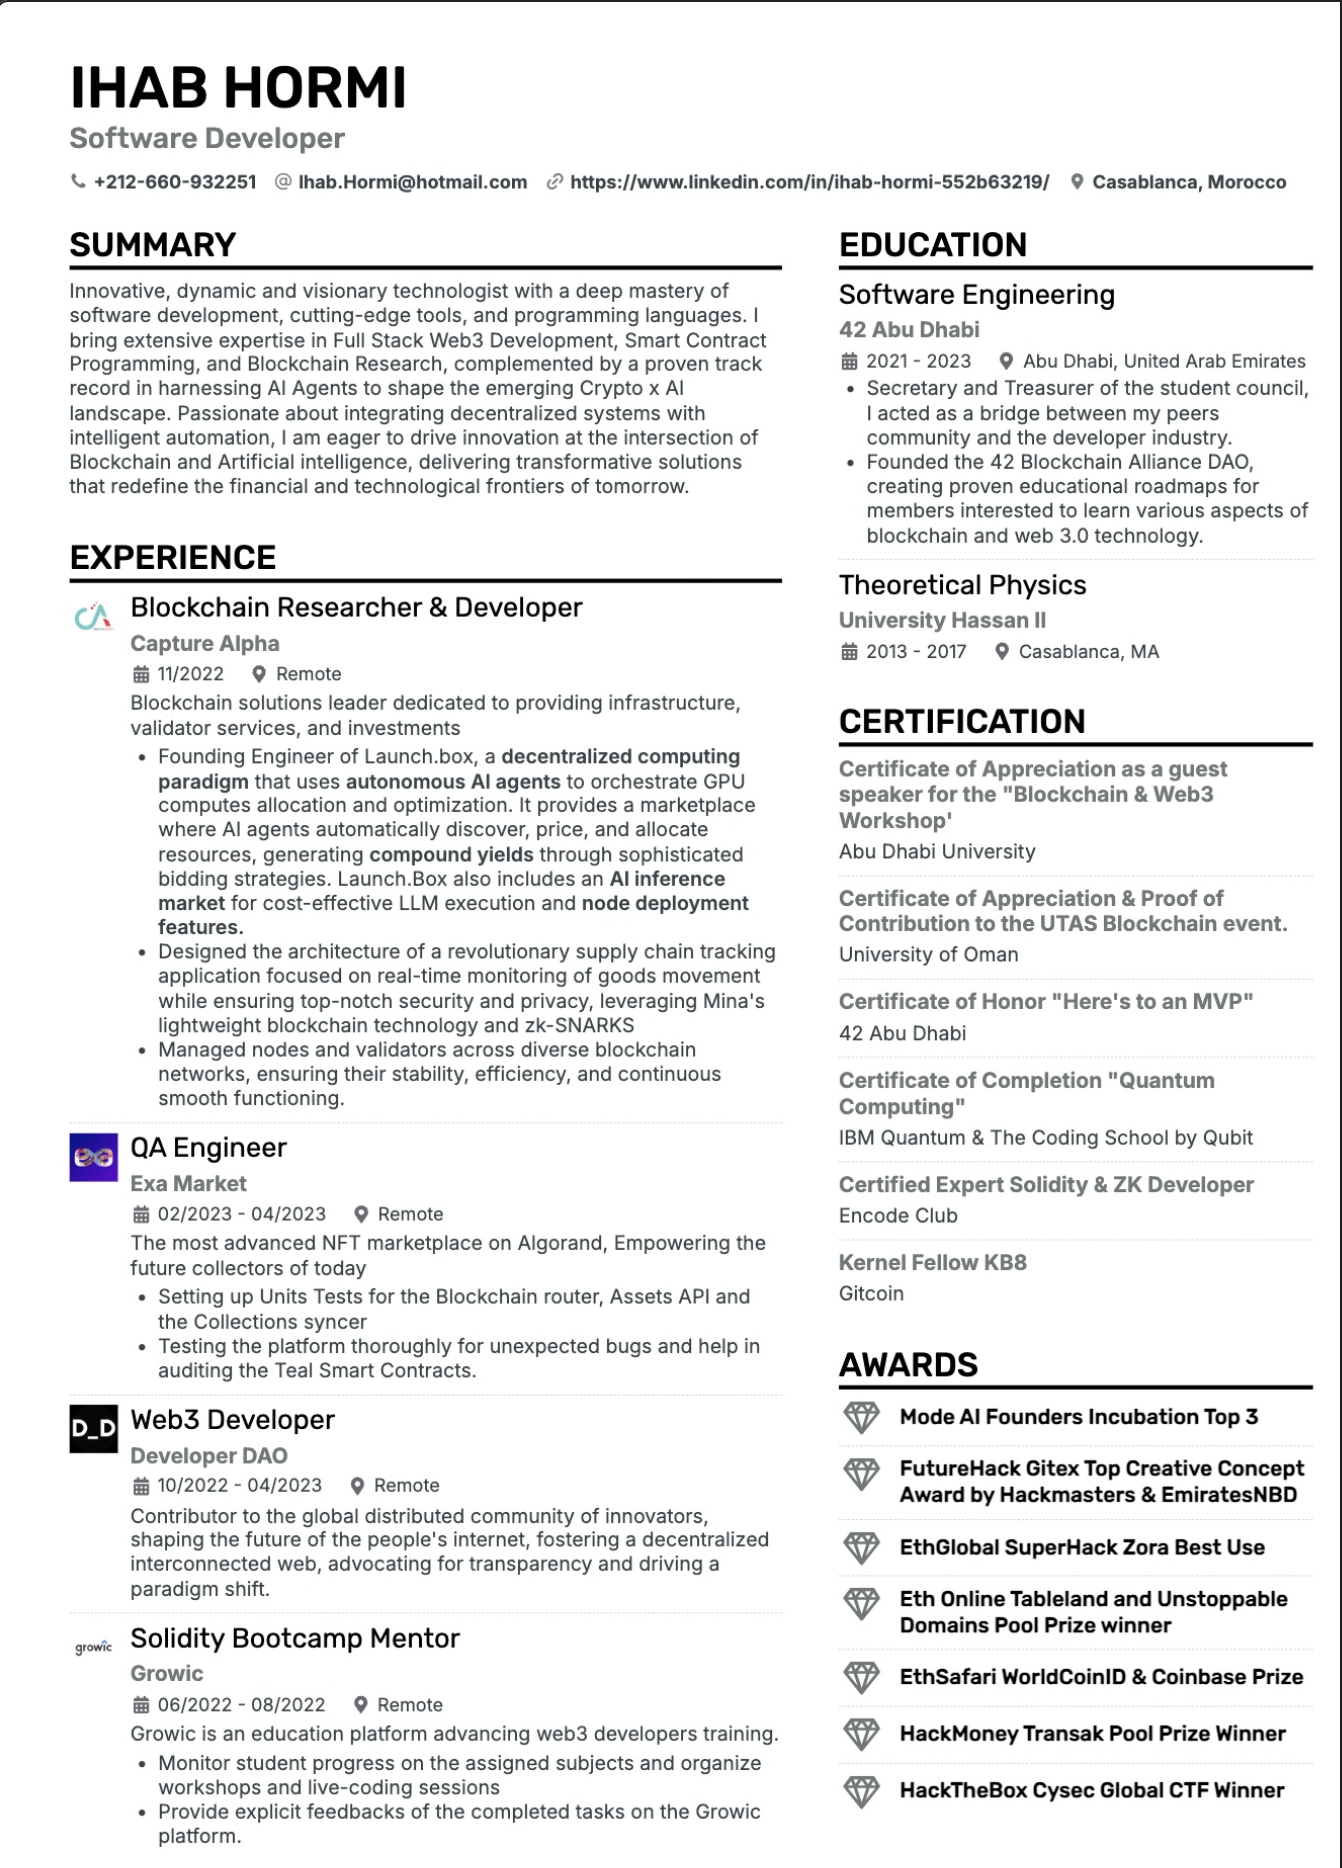 IHAB HORMI
Software Developer
+212-660-932251 Ihab.Hormi@hotmail.com https://www.linkedin.com/in/ihab-hormi-552b63219/ Casablanca, Morocco
SUMMARY
Innovative, dynamic and visionary technologist with a deep mastery of
software development, cutting-edge tools, and programming languages. I
bring extensive expertise in Full Stack Web3 Development, Smart Contract
Programming, and Blockchain Research, complemented by a proven track
record in harnessing AI Agents to shape the emerging Crypto x AI
landscape. Passionate about integrating decentralized systems with
intelligent automation, I am eager to drive innovation at the intersection of
Blockchain and Artificial intelligence, delivering transformative solutions
that redefine the financial and technological frontiers of tomorrow.
EXPERIENCE
CA
Blockchain Researcher & Developer
Capture Alpha
11/2022 Remote
Blockchain solutions leader dedicated to providing infrastructure,
validator services, and investments
• Founding Engineer of Launch.box, a decentralized computing
paradigm that uses autonomous AI agents to orchestrate GPU
computes allocation and optimization. It provides a marketplace
where AI agents automatically discover, price, and allocate
resources, generating compound yields through sophisticated
bidding strategies. Launch.Box also includes an AI inference
market for cost-effective LLM execution and node deployment
features.
• Designed the architecture of a revolutionary supply chain tracking
application focused on real-time monitoring of goods movement
while ensuring top-notch security and privacy, leveraging Mina's
lightweight blockchain technology and zk-SNARKS
• Managed nodes and validators across diverse blockchain
networks, ensuring their stability, efficiency, and continuous
smooth functioning.
QA Engineer
Exa Market
02/2023 - 04/2023 Remote
The most advanced NFT marketplace on Algorand, Empowering the
future collectors of today
• Setting up Units Tests for the Blockchain router, Assets API and
the Collections syncer
• Testing the platform thoroughly for unexpected bugs and help in
auditing the Teal Smart Contracts.
D_D
Web3 Developer
Developer DAO
10/2022 - 04/2023 Remote
Contributor to the global distributed community of innovators,
shaping the future of the people's internet, fostering a decentralized
interconnected web, advocating for transparency and driving a
paradigm shift.
growic
Solidity Bootcamp Mentor
Growic
06/2022 - 08/2022 Remote
Growic is an education platform advancing web3 developers training.
• Monitor student progress on the assigned subjects and organize
workshops and live-coding sessions
• Provide explicit feedbacks of the completed tasks on the Growic
platform.
EDUCATION
Software Engineering
42 Abu Dhabi
2021 - 2023 Abu Dhabi, United Arab Emirates
• Secretary and Treasurer of the student council,
I acted as a bridge between my peers
community and the developer industry.
• Founded the 42 Blockchain Alliance DAO,
creating proven educational roadmaps for
members interested to learn various aspects of
blockchain and web 3.0 technology.
Theoretical Physics
University Hassan II
2013 - 2017 Casablanca, MA
CERTIFICATION
Certificate of Appreciation as a guest
speaker for the "Blockchain & Web3
Workshop'
Abu Dhabi University
Certificate of Appreciation & Proof of
Contribution to the UTAS Blockchain event.
University of Oman
Certificate of Honor "Here's to an MVP"
42 Abu Dhabi
Certificate of Completion "Quantum
Computing"
IBM Quantum & The Coding School by Qubit
Certified Expert Solidity & ZK Developer
Encode Club
Kernel Fellow KB8
Gitcoin
AWARDS
Mode AI Founders Incubation Top 3
FutureHack Gitex Top Creative Concept
Award by Hackmasters & EmiratesNBD
EthGlobal SuperHack Zora Best Use
Eth Online Tableland and Unstoppable
Domains Pool Prize winner
EthSafari WorldCoinID & Coinbase Prize
HackMoney Transak Pool Prize Winner
HackTheBox Cysec Global CTF Winner